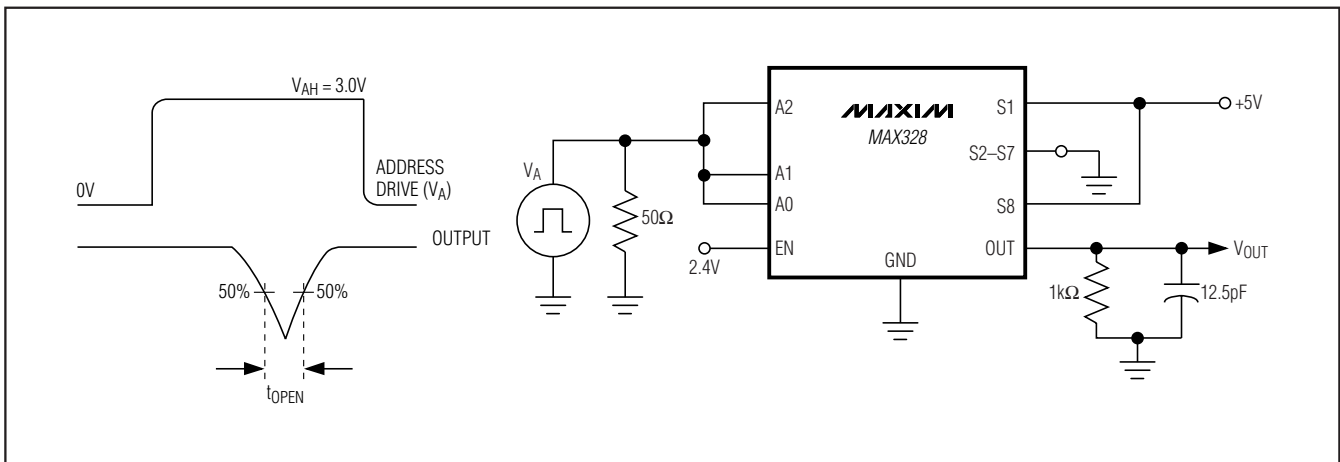 V_AH = 3.0V
0V
ADDRESS
DRIVE (V_A)
OUTPUT
50%
50%
t_OPEN
V_A
50Ω
2.4V
A2
A1
A0
EN
MAXIM
MAX328
GND
S1
S2–S7
S8
OUT
+5V
V_OUT
1kΩ
12.5pF